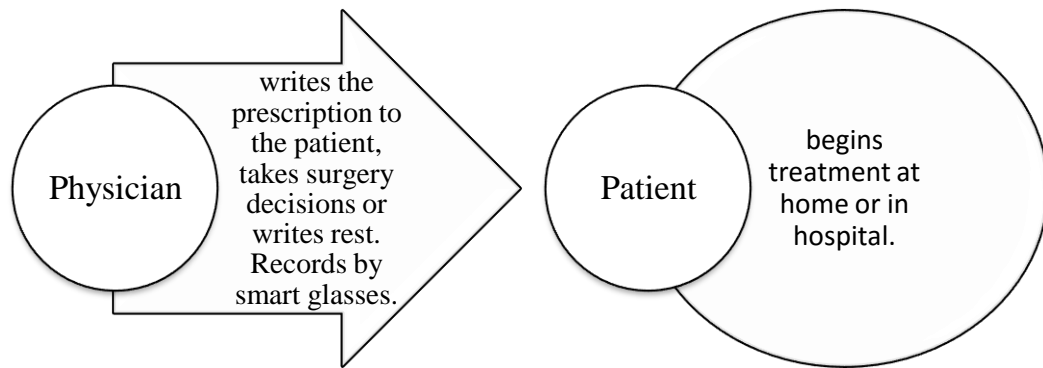 Physician
writes the
prescription to
the patient,
takes surgery
decisions or
writes rest.
Records by
smart glasses.
Patient
begins
treatment at
home or in
hospital.